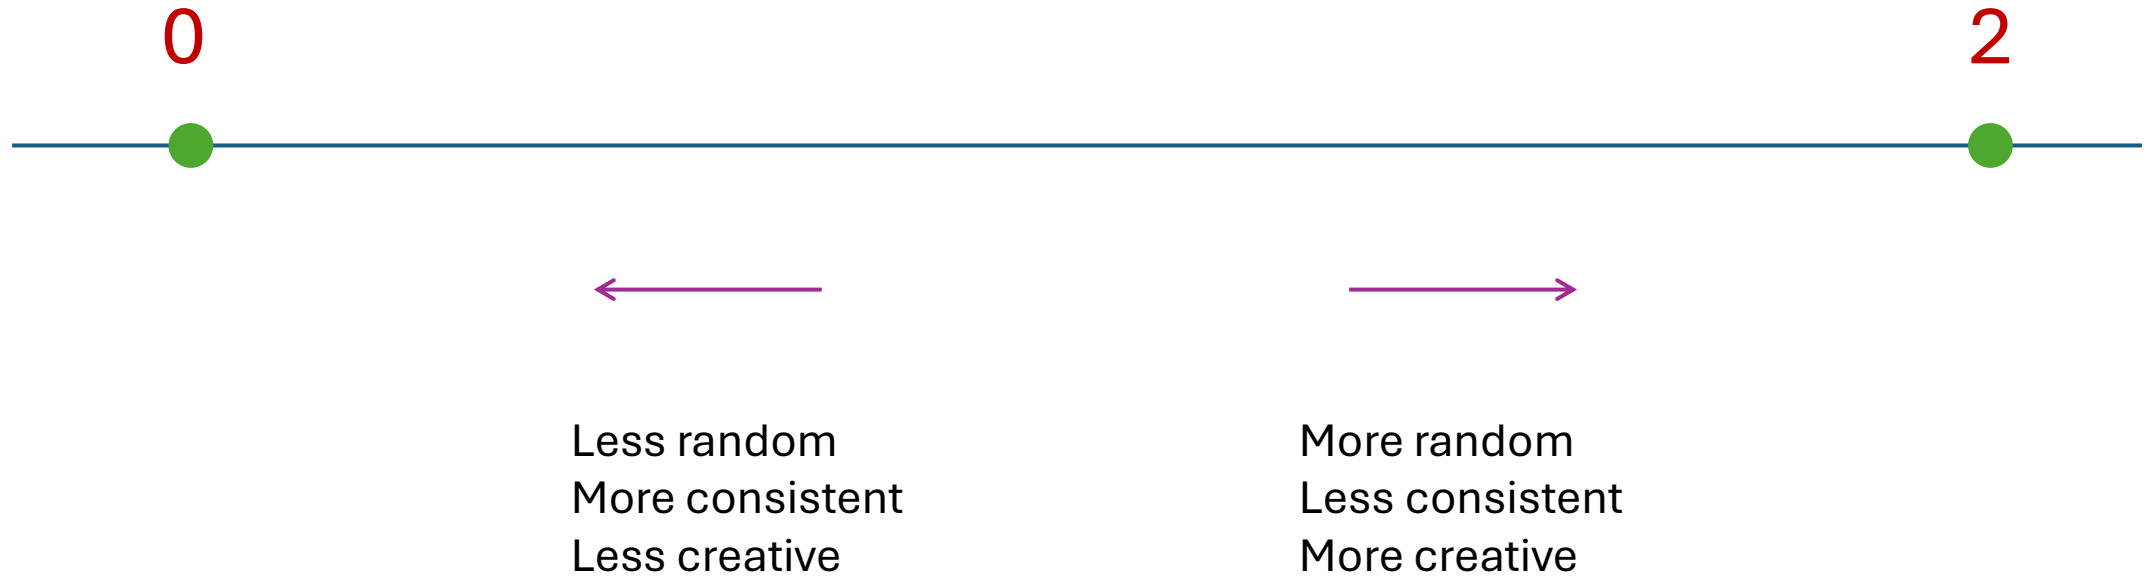 0
2
Less random
More consistent
Less creative
More random
Less consistent
More creative